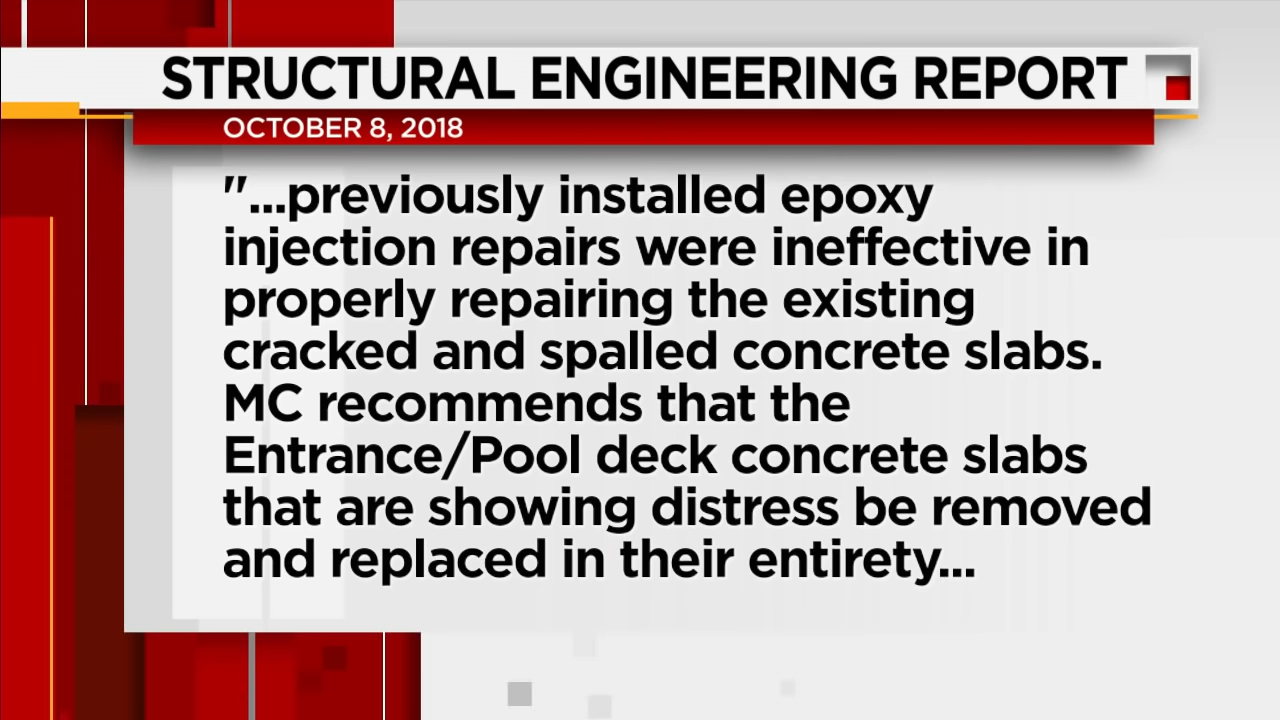 STRUCTURAL ENGINEERING REPORT
OCTOBER 8, 2018
"...previously installed epoxy
injection repairs were ineffective in
properly repairing the existing
cracked and spalled concrete slabs.
MC recommends that the
Entrance/Pool deck concrete slabs
that are showing distress be removed
and replaced in their entirety...